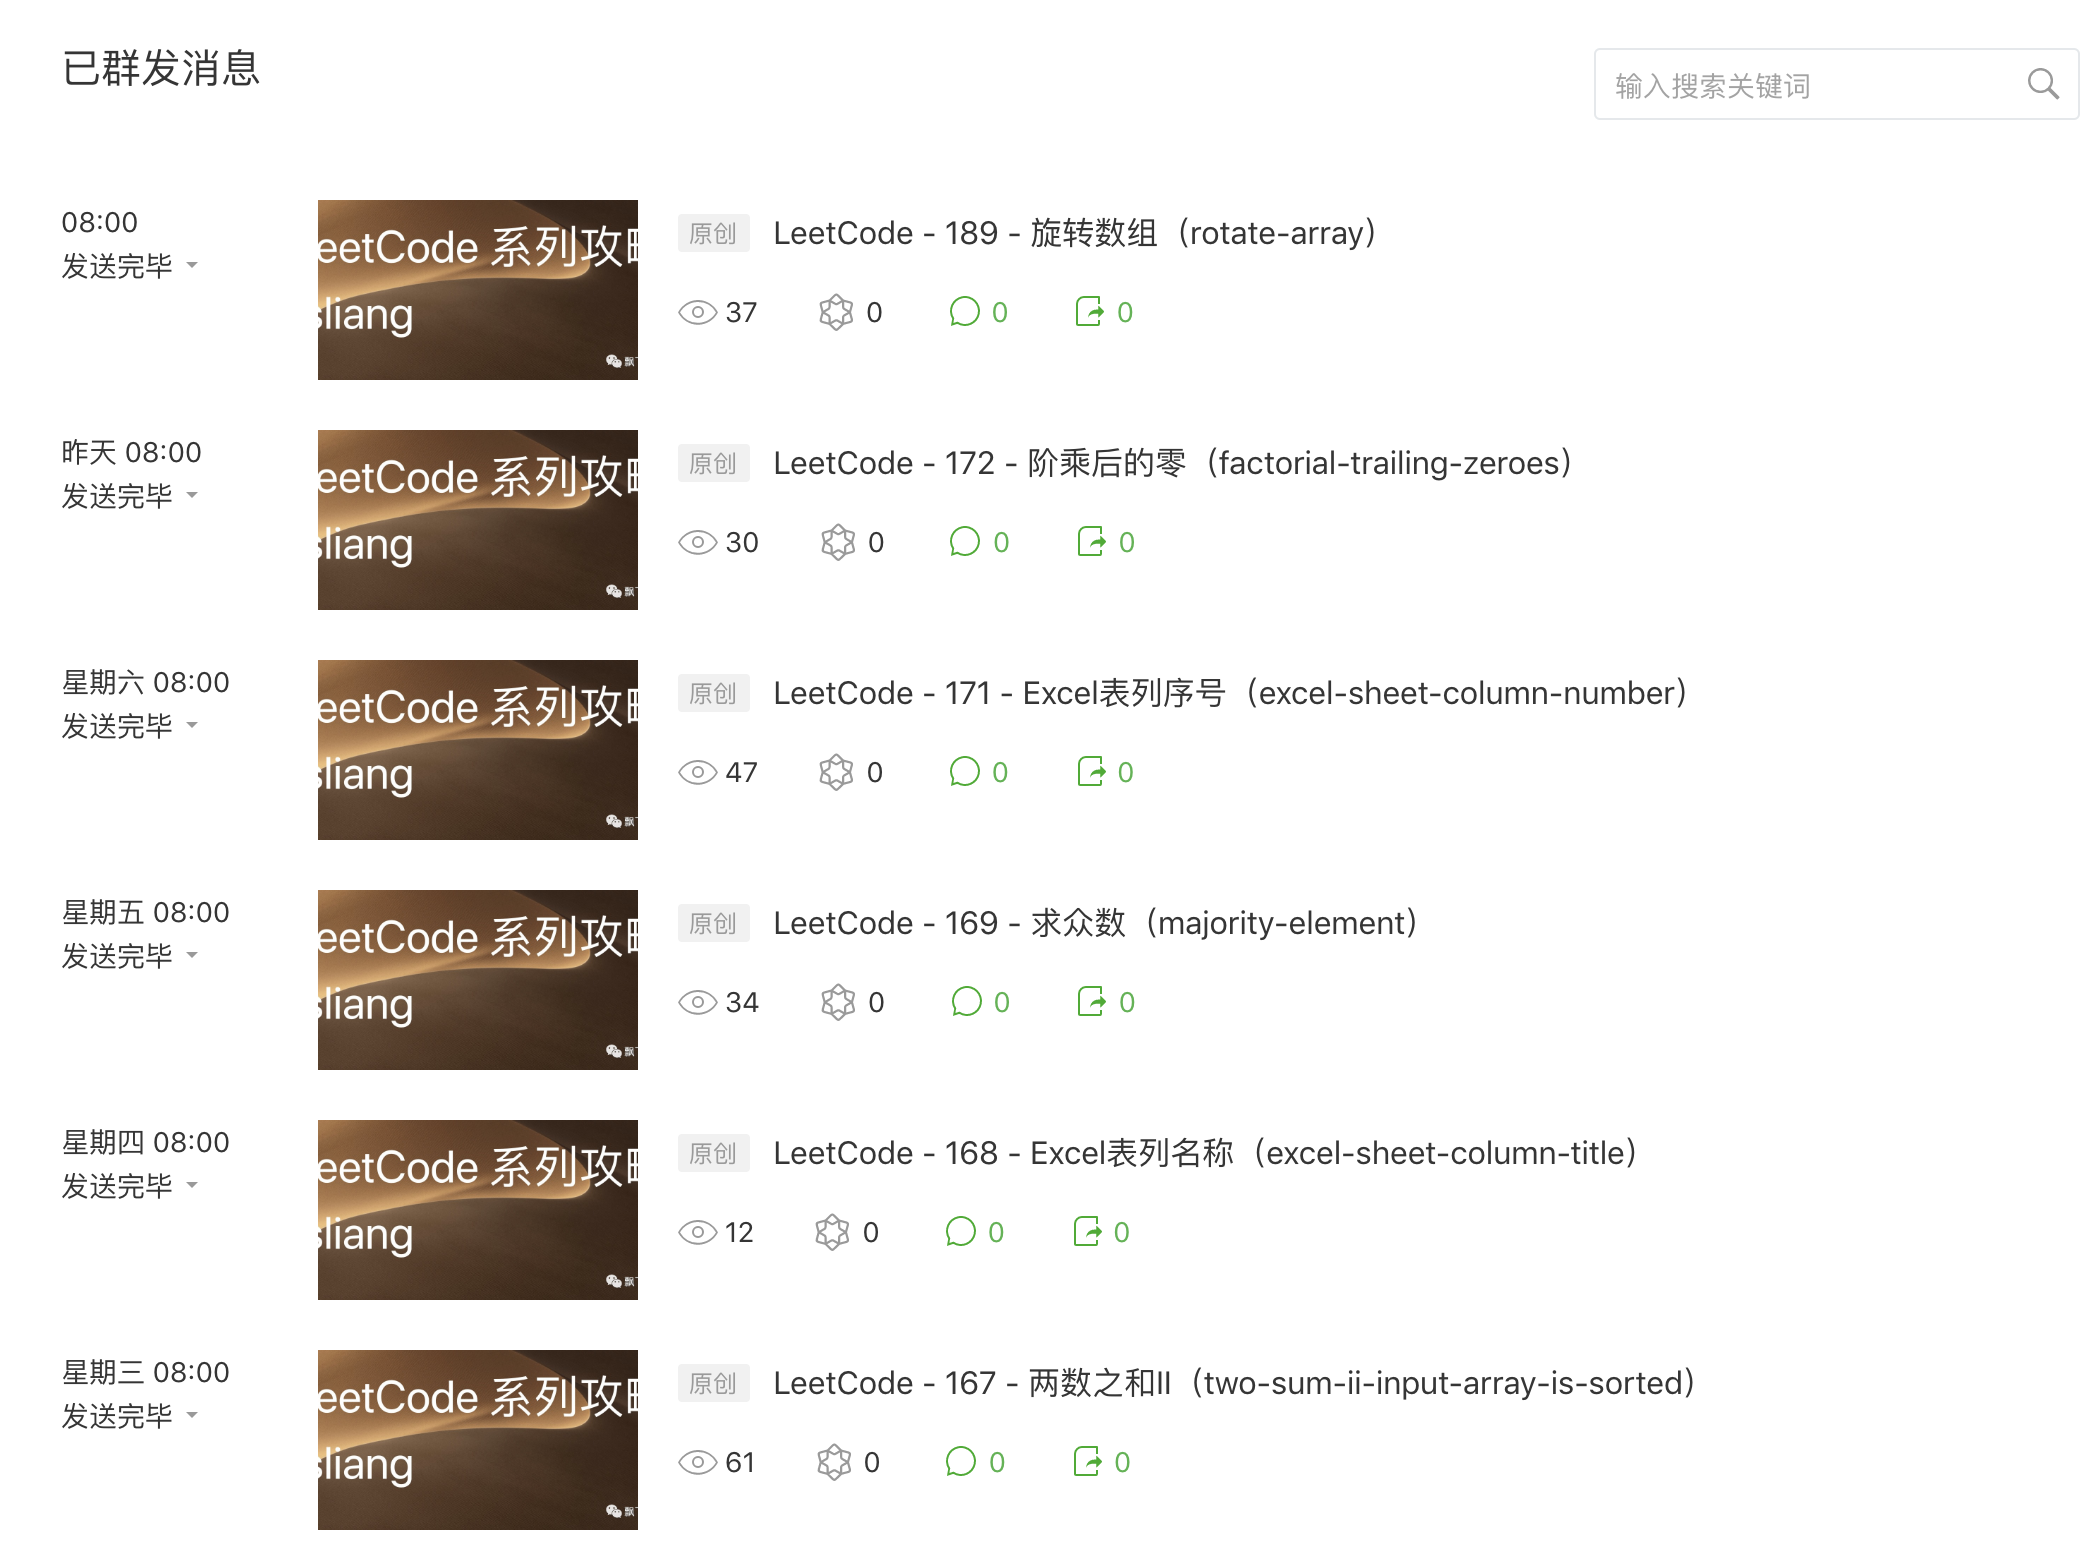 已群发消息
输入搜索关键词
08:00
发送完毕
eetCode 系列攻
liang
原创 LeetCode - 189 - 旋转数组（rotate-array）
37 0 0 0
昨天 08:00
发送完毕
eetCode 系列攻
liang
原创 LeetCode - 172 - 阶乘后的零（factorial-trailing-zeroes）
30 0 0 0
星期六 08:00
发送完毕
eetCode 系列攻
liang
原创 LeetCode - 171 - Excel表列序号（excel-sheet-column-number）
47 0 0 0
星期五 08:00
发送完毕
eetCode 系列攻
liang
原创 LeetCode - 169 - 求众数（majority-element）
34 0 0 0
星期四 08:00
发送完毕
eetCode 系列攻
liang
原创 LeetCode - 168 - Excel表列名称（excel-sheet-column-title）
12 0 0 0
星期三 08:00
发送完毕
eetCode 系列攻
liang
原创 LeetCode - 167 - 两数之和II（two-sum-ii-input-array-is-sorted）
61 0 0 0